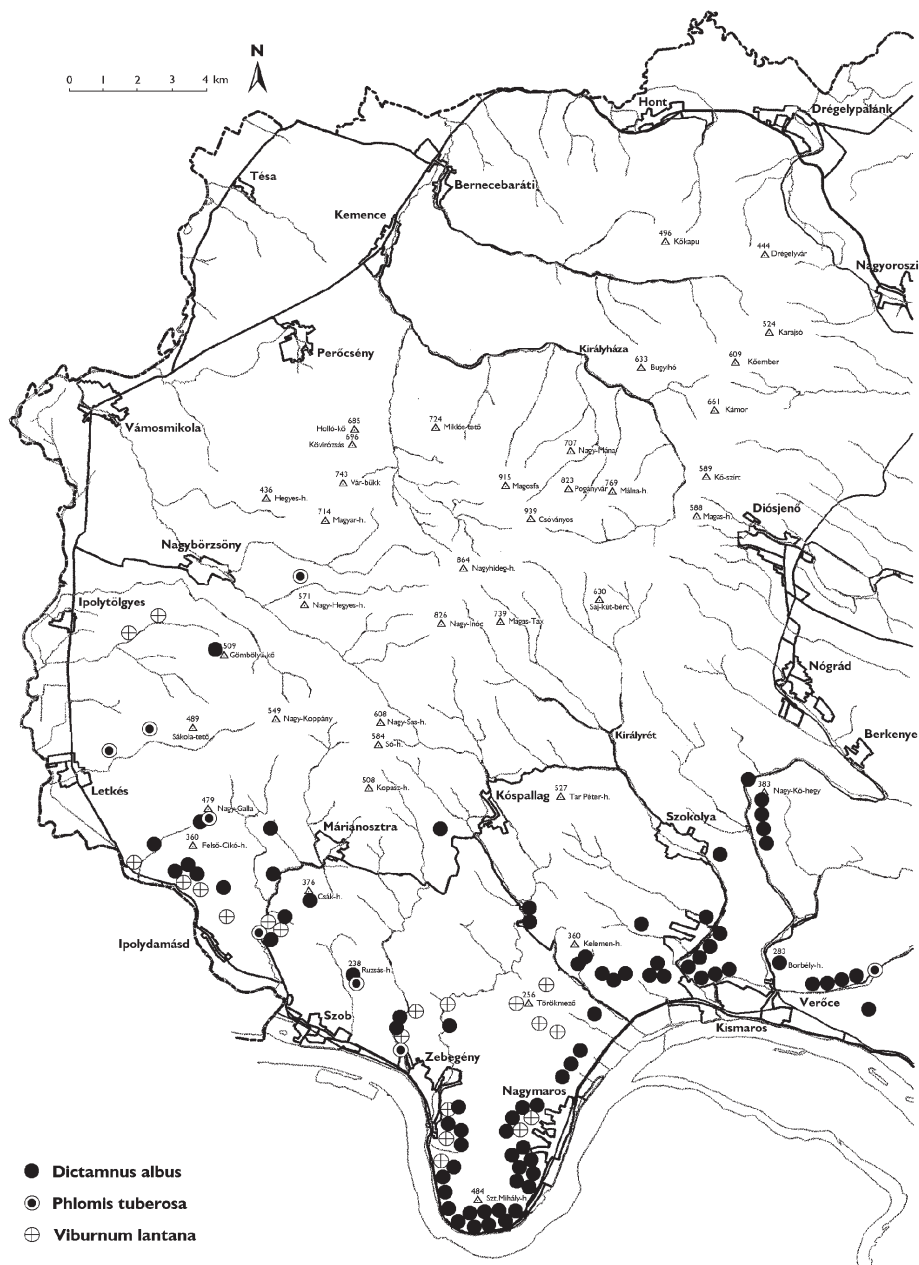 N
0 1 2 3 4 km
Hont
Drégelypalánk
Tésa
Bernecebaráti
Kemence
496
Kőkapu
444
Drégelyvár
Nagyoroszi
524
Karajsó
Perőcsény
Királyháza
633
Bugyihó
609
Kőember
661
Kámor
Vámosmikola
685
Holló-kő
696
Kövirózsás
724
Miklós-tető
707
Nagy-Mána
743
Vár-bükk
915
Magosfa
823
Pogányvár
769
Málna-h.
589
Kő-szirt
436
Hegyes-h.
714
Magyar-h.
939
Csóványos
588
Magas-h.
Diósjenő
Nagybörzsöny
864
Nagyhideg-h.
571
Nagy-Hegyes-h.
630
Saj-kút-bérc
Ipolytölgyes
826
Nagy-Inóc
739
Magas-Tax
509
Gömbölyű-kő
Nógrád
549
Nagy-Koppány
489
Sákola-tető
608
Nagy-Sas-h.
584
Só-h.
Királyrét
Berkenye
Letkés
508
Kopasz-h.
Kóspallag
527
Tar Péter-h.
383
Nagy-Kő-hegy
479
Nagy-Galla
Márianosztra
Szokolya
360
Felső-Cikó-h.
376
Csák-h.
Ipolydamásd
360
Kelemen-h.
283
Borbély-h.
238
Ruzsás-h.
256
Törökmező
Verőce
Szob
Kismaros
Zebegény
Nagymaros
484
Szt.Mihály-h.
Dictamnus albus
Phlomis tuberosa
Viburnum lantana